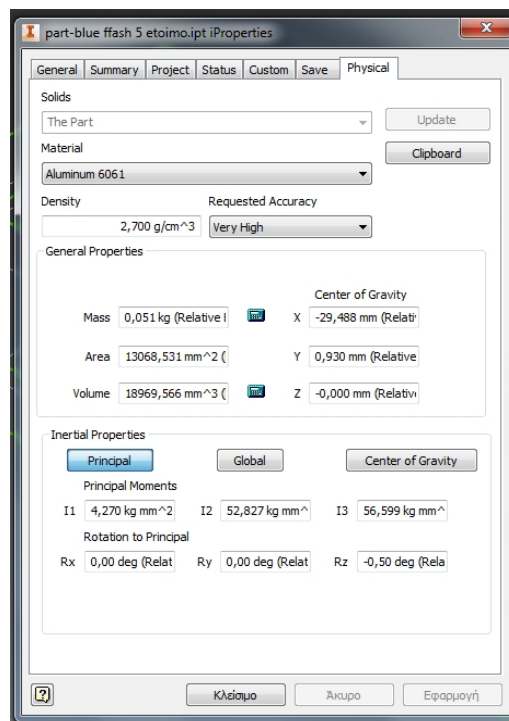 part-blue ffash 5 etoimo.ipt iProperties
General Summary Project Status Custom Save Physical
Solids
The Part Update
Material Clipboard
Aluminum 6061
Density Requested Accuracy
2,700 g/cm^3 Very High
General Properties
Center of Gravity
Mass 0,051 kg (Relative I X -29,488 mm (Relati
Area 13068,531 mm^2 ( Y 0,930 mm (Relative
Volume 18969,566 mm^3 ( Z -0,000 mm (Relative
Inertial Properties
Principal Global Center of Gravity
Principal Moments
I1 4,270 kg mm^2 I2 52,827 kg mm^ I3 56,599 kg mm^
Rotation to Principal
Rx 0,00 deg (Relat Ry 0,00 deg (Relat Rz -0,50 deg (Rela
Κλείσιμο Άκυρο Εφαρμογή